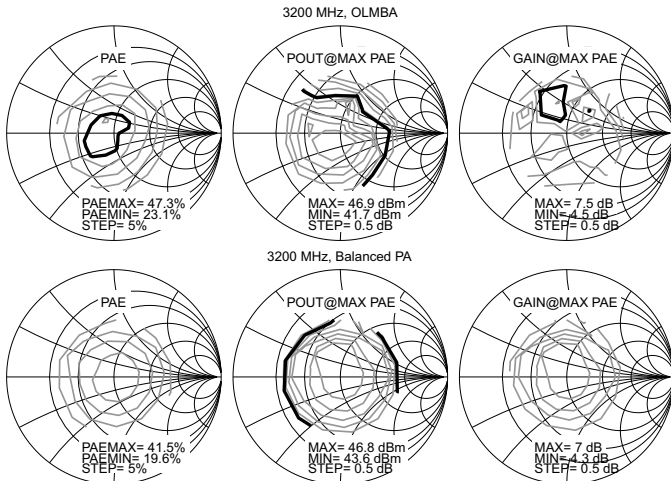 3200 MHz, OLMBA
PAE
POUT@MAX PAE
GAIN@MAX PAE
PAEMAX= 47.3%
PAEMIN= 23.1%
STEP= 5%
MAX= 46.9 dBm
MIN= 41.7 dBm
STEP= 0.5 dB
MAX= 7.5 dB
MIN= 4.5 dB
STEP= 0.5 dB
3200 MHz, Balanced PA
PAE
POUT@MAX PAE
GAIN@MAX PAE
PAEMAX= 41.5%
PAEMIN= 19.6%
STEP= 5%
MAX= 46.8 dBm
MIN= 43.6 dBm
STEP= 0.5 dB
MAX= 7 dB
MIN= 4.3 dB
STEP= 0.5 dB